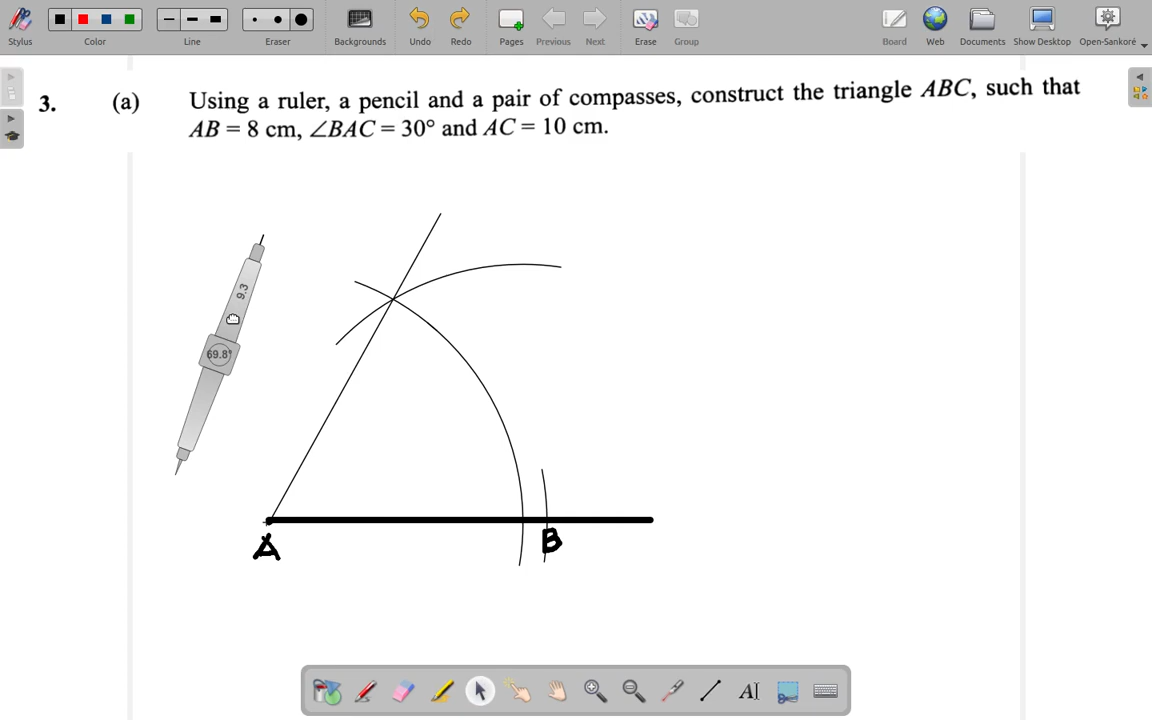 Stylus Color Line Eraser Backgrounds Undo Redo Pages Previous Next Erase Group Board Web Documents Show Desktop Open-Sankoré
3. (a) Using a ruler, a pencil and a pair of compasses, construct the triangle ABC, such that
AB = 8 cm, ∠BAC = 30° and AC = 10 cm.
9.3
69.8°
A B
AI